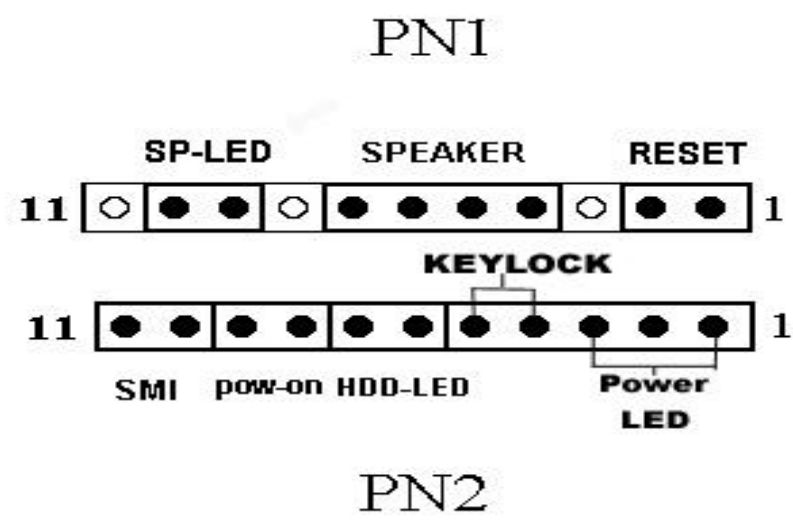 PN1
SP-LED SPEAKER RESET
11 1
KEYLOCK
11 1
SMI pow-on HDD-LED Power
LED
PN2